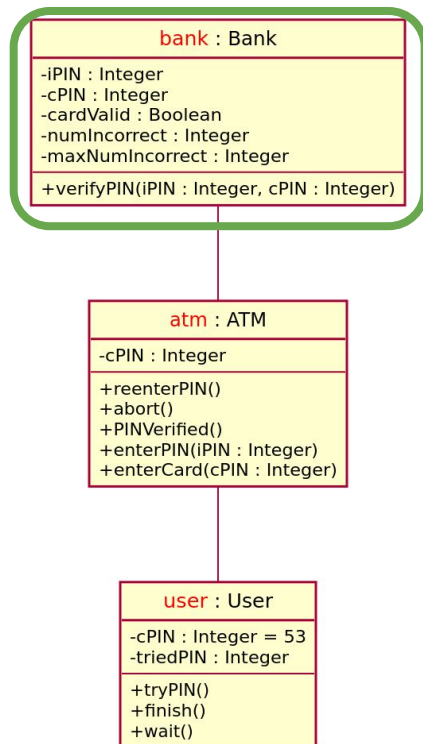 bank : Bank
-iPIN : Integer
-cPIN : Integer
-cardValid : Boolean
-numIncorrect : Integer
-maxNumIncorrect : Integer
+verifyPIN(iPIN : Integer, cPIN : Integer)
atm : ATM
-cPIN : Integer
+reenterPIN()
+abort()
+PINVerified()
+enterPIN(iPIN : Integer)
+enterCard(cPIN : Integer)
user : User
-cPIN : Integer = 53
-triedPIN : Integer
+tryPIN()
+finish()
+wait()